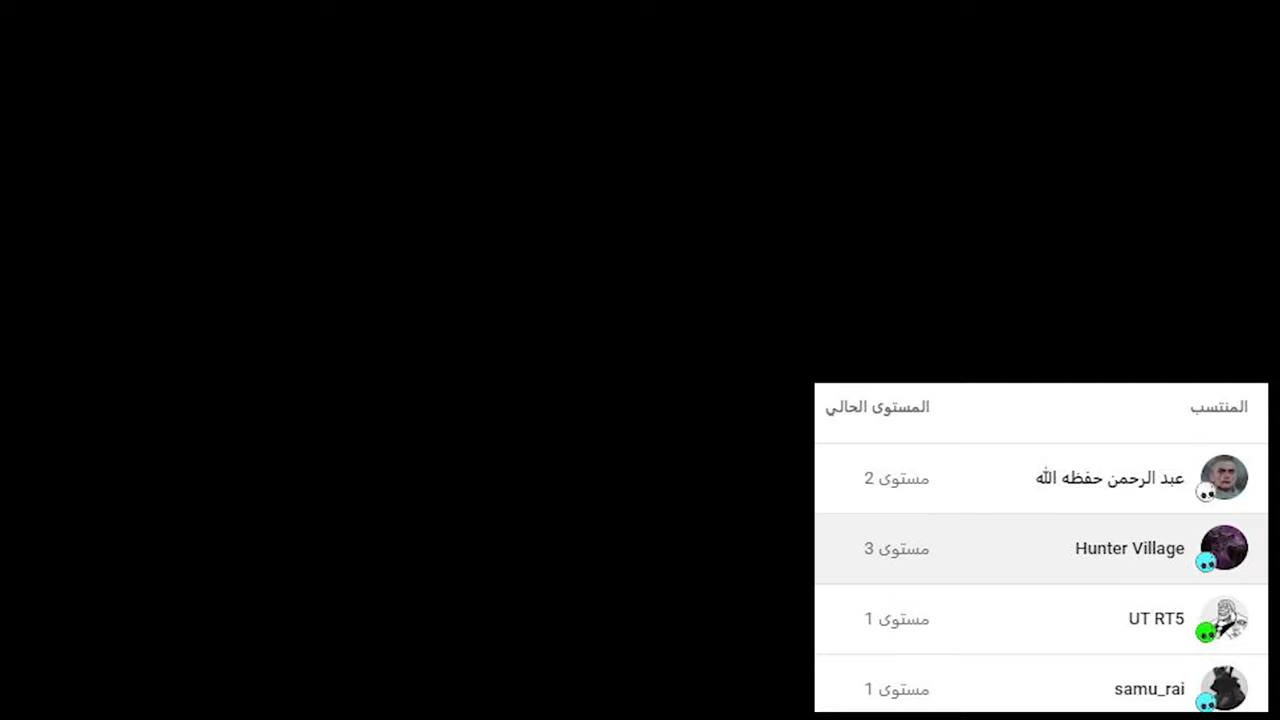 المنتسب المستوى الحالي
عبد الرحمن حفظه الله مستوى 2
Hunter Village مستوى 3
UT RT5 مستوى 1
samu_rai مستوى 1